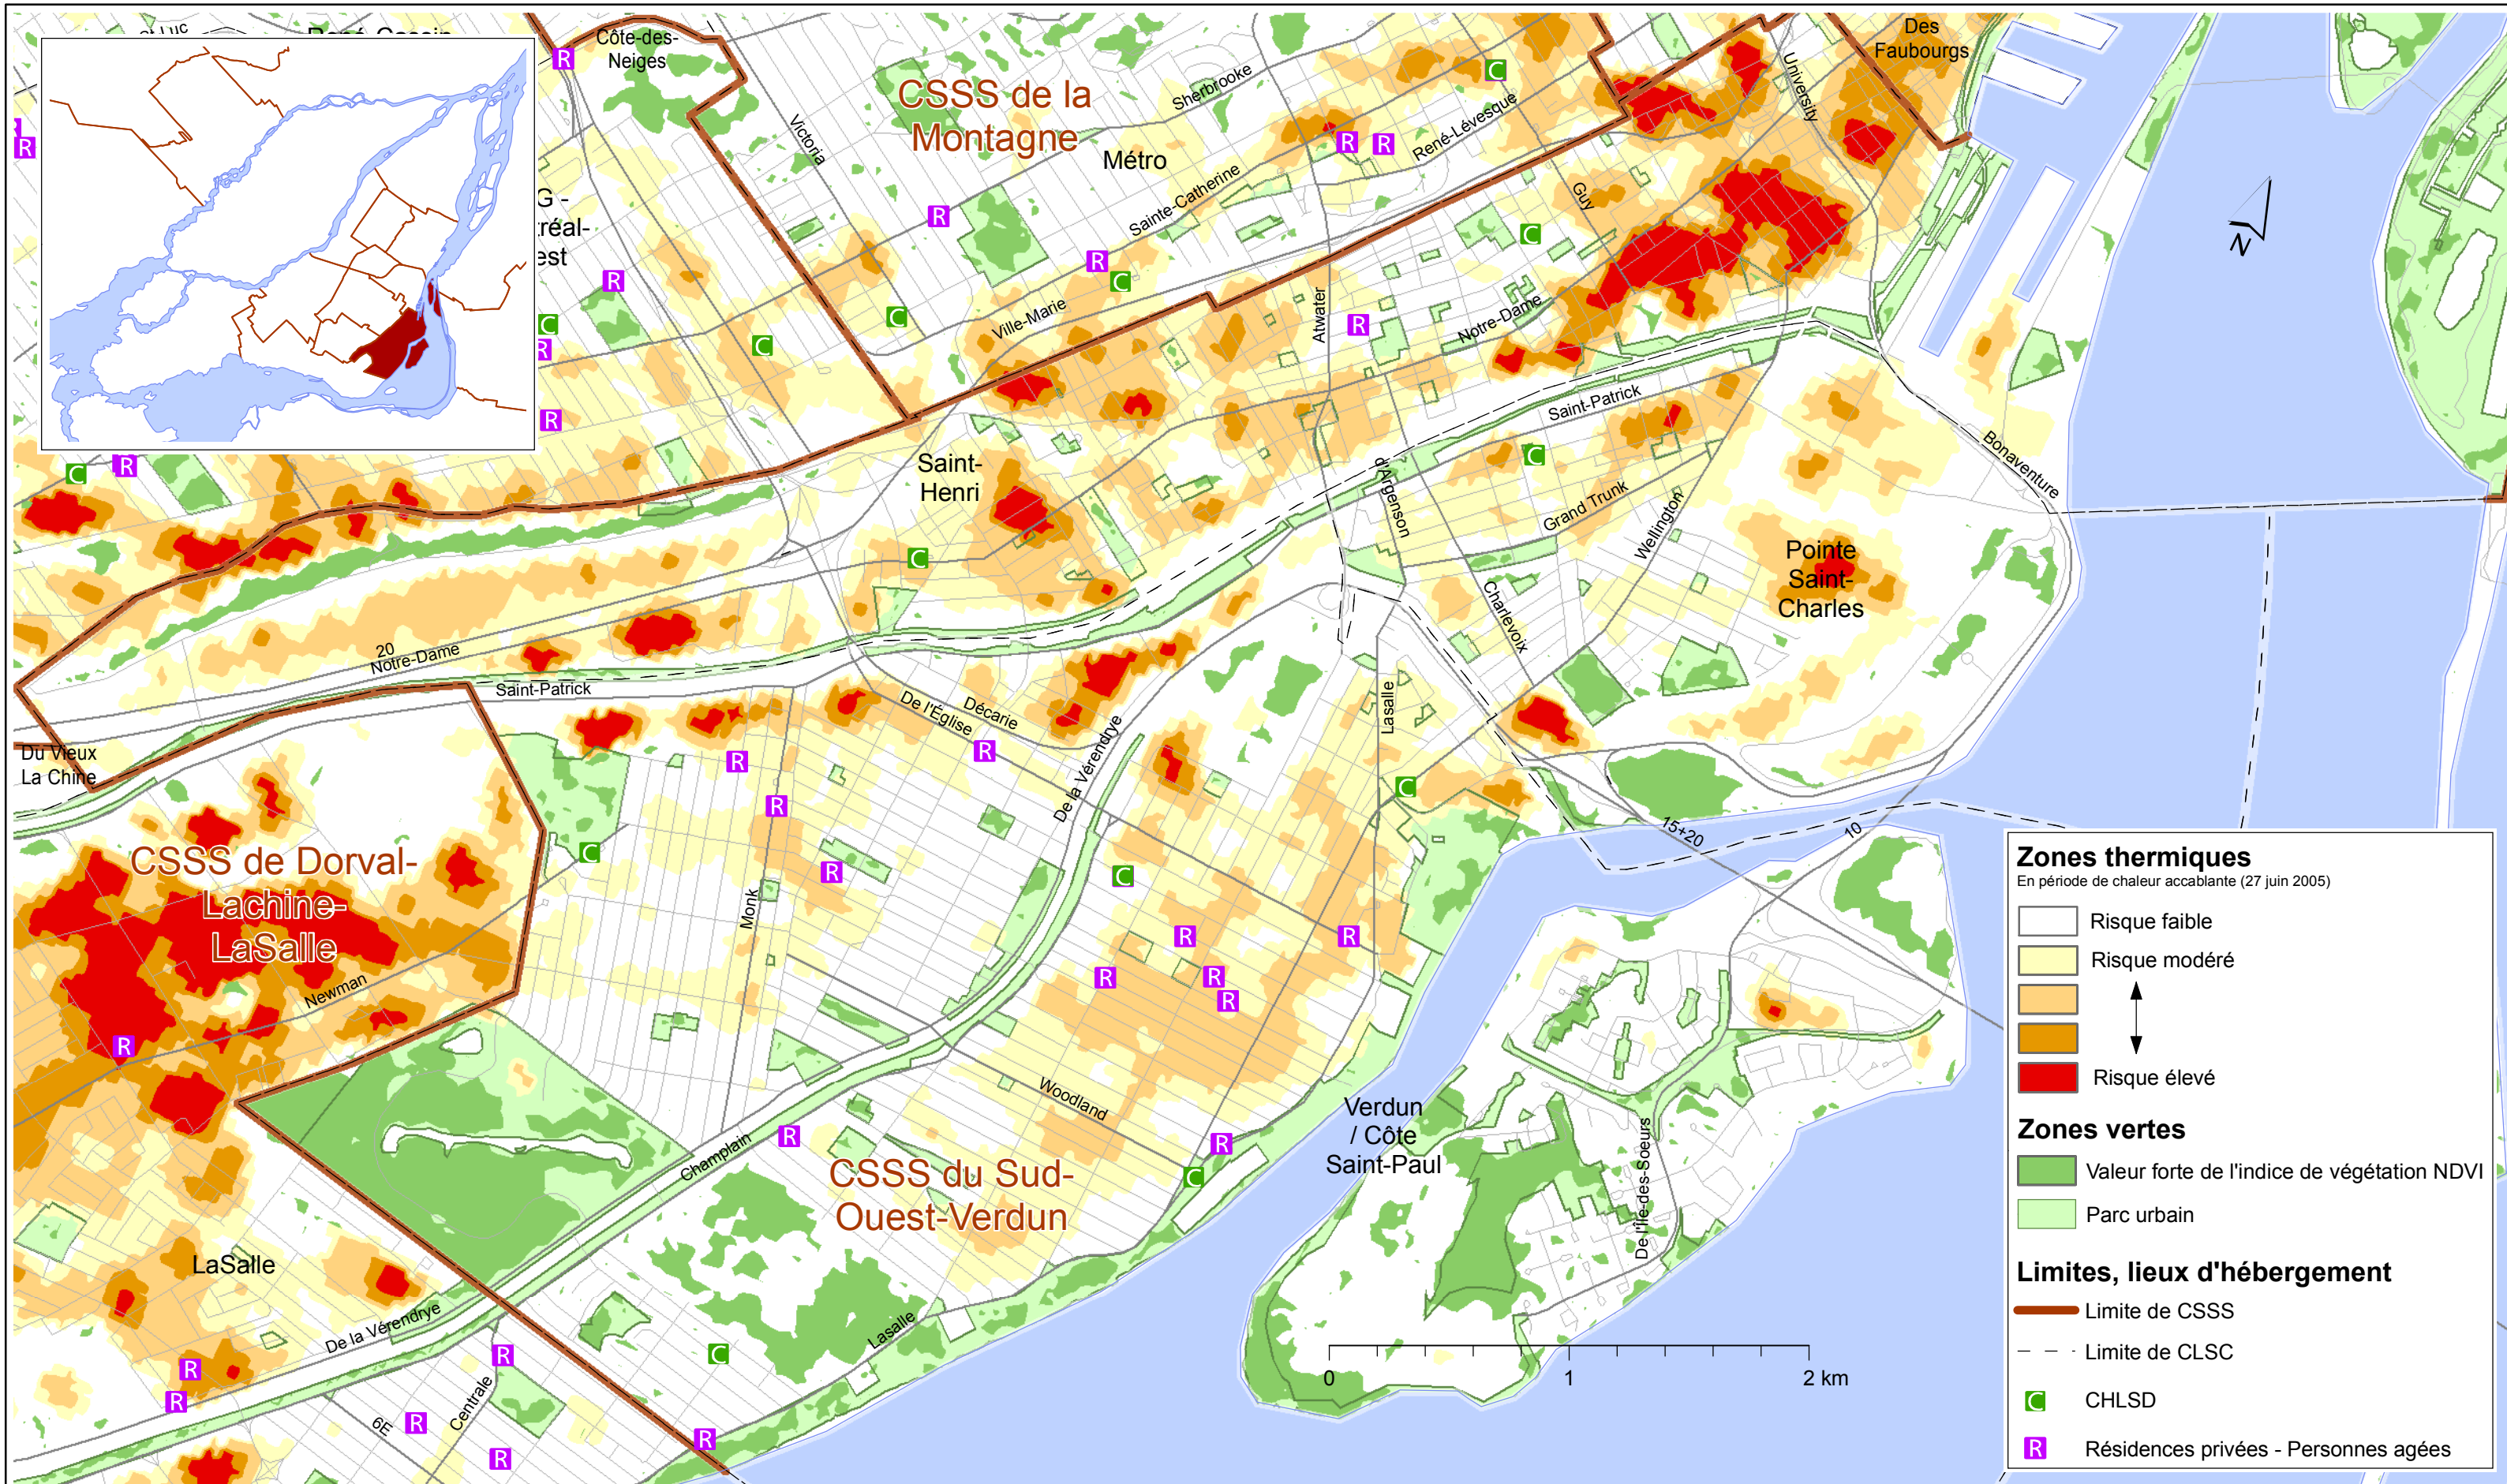 St-Luc
Côte-des-
Neiges
CSSS de la
Montagne
Sherbrooke
Victoria
Métro
Sainte-Catherine
René-Lévesque
University
Des
Faubourgs
Guy
G -
réal-
est
Ville-Marie
Atwater
Notre-Dame
Saint-Patrick
Bonaventure
N
Saint-
Henri
d'Argenson
Grand Trunk
Wellington
Charlevoix
Pointe
Saint-
Charles
20
Notre-Dame
Saint-Patrick
Du Vieux
La Chine
De l'Église
Décarie
De la Vérendrye
Lasalle
15+20
10
CSSS de Dorval-
Lachine-
LaSalle
Newman
Monk
Woodland
Champlain
CSSS du Sud-
Ouest-Verdun
Verdun
/ Côte
Saint-Paul
De l'Île-des-Soeurs
LaSalle
De la Vérendrye
Lasalle
Centrale
6E
0 1 2 km
Zones thermiques
En période de chaleur accablante (27 juin 2005)
Risque faible
Risque modéré
Risque élevé
Zones vertes
Valeur forte de l'indice de végétation NDVI
Parc urbain
Limites, lieux d'hébergement
Limite de CSSS
Limite de CLSC
C CHLSD
R Résidences privées - Personnes agées